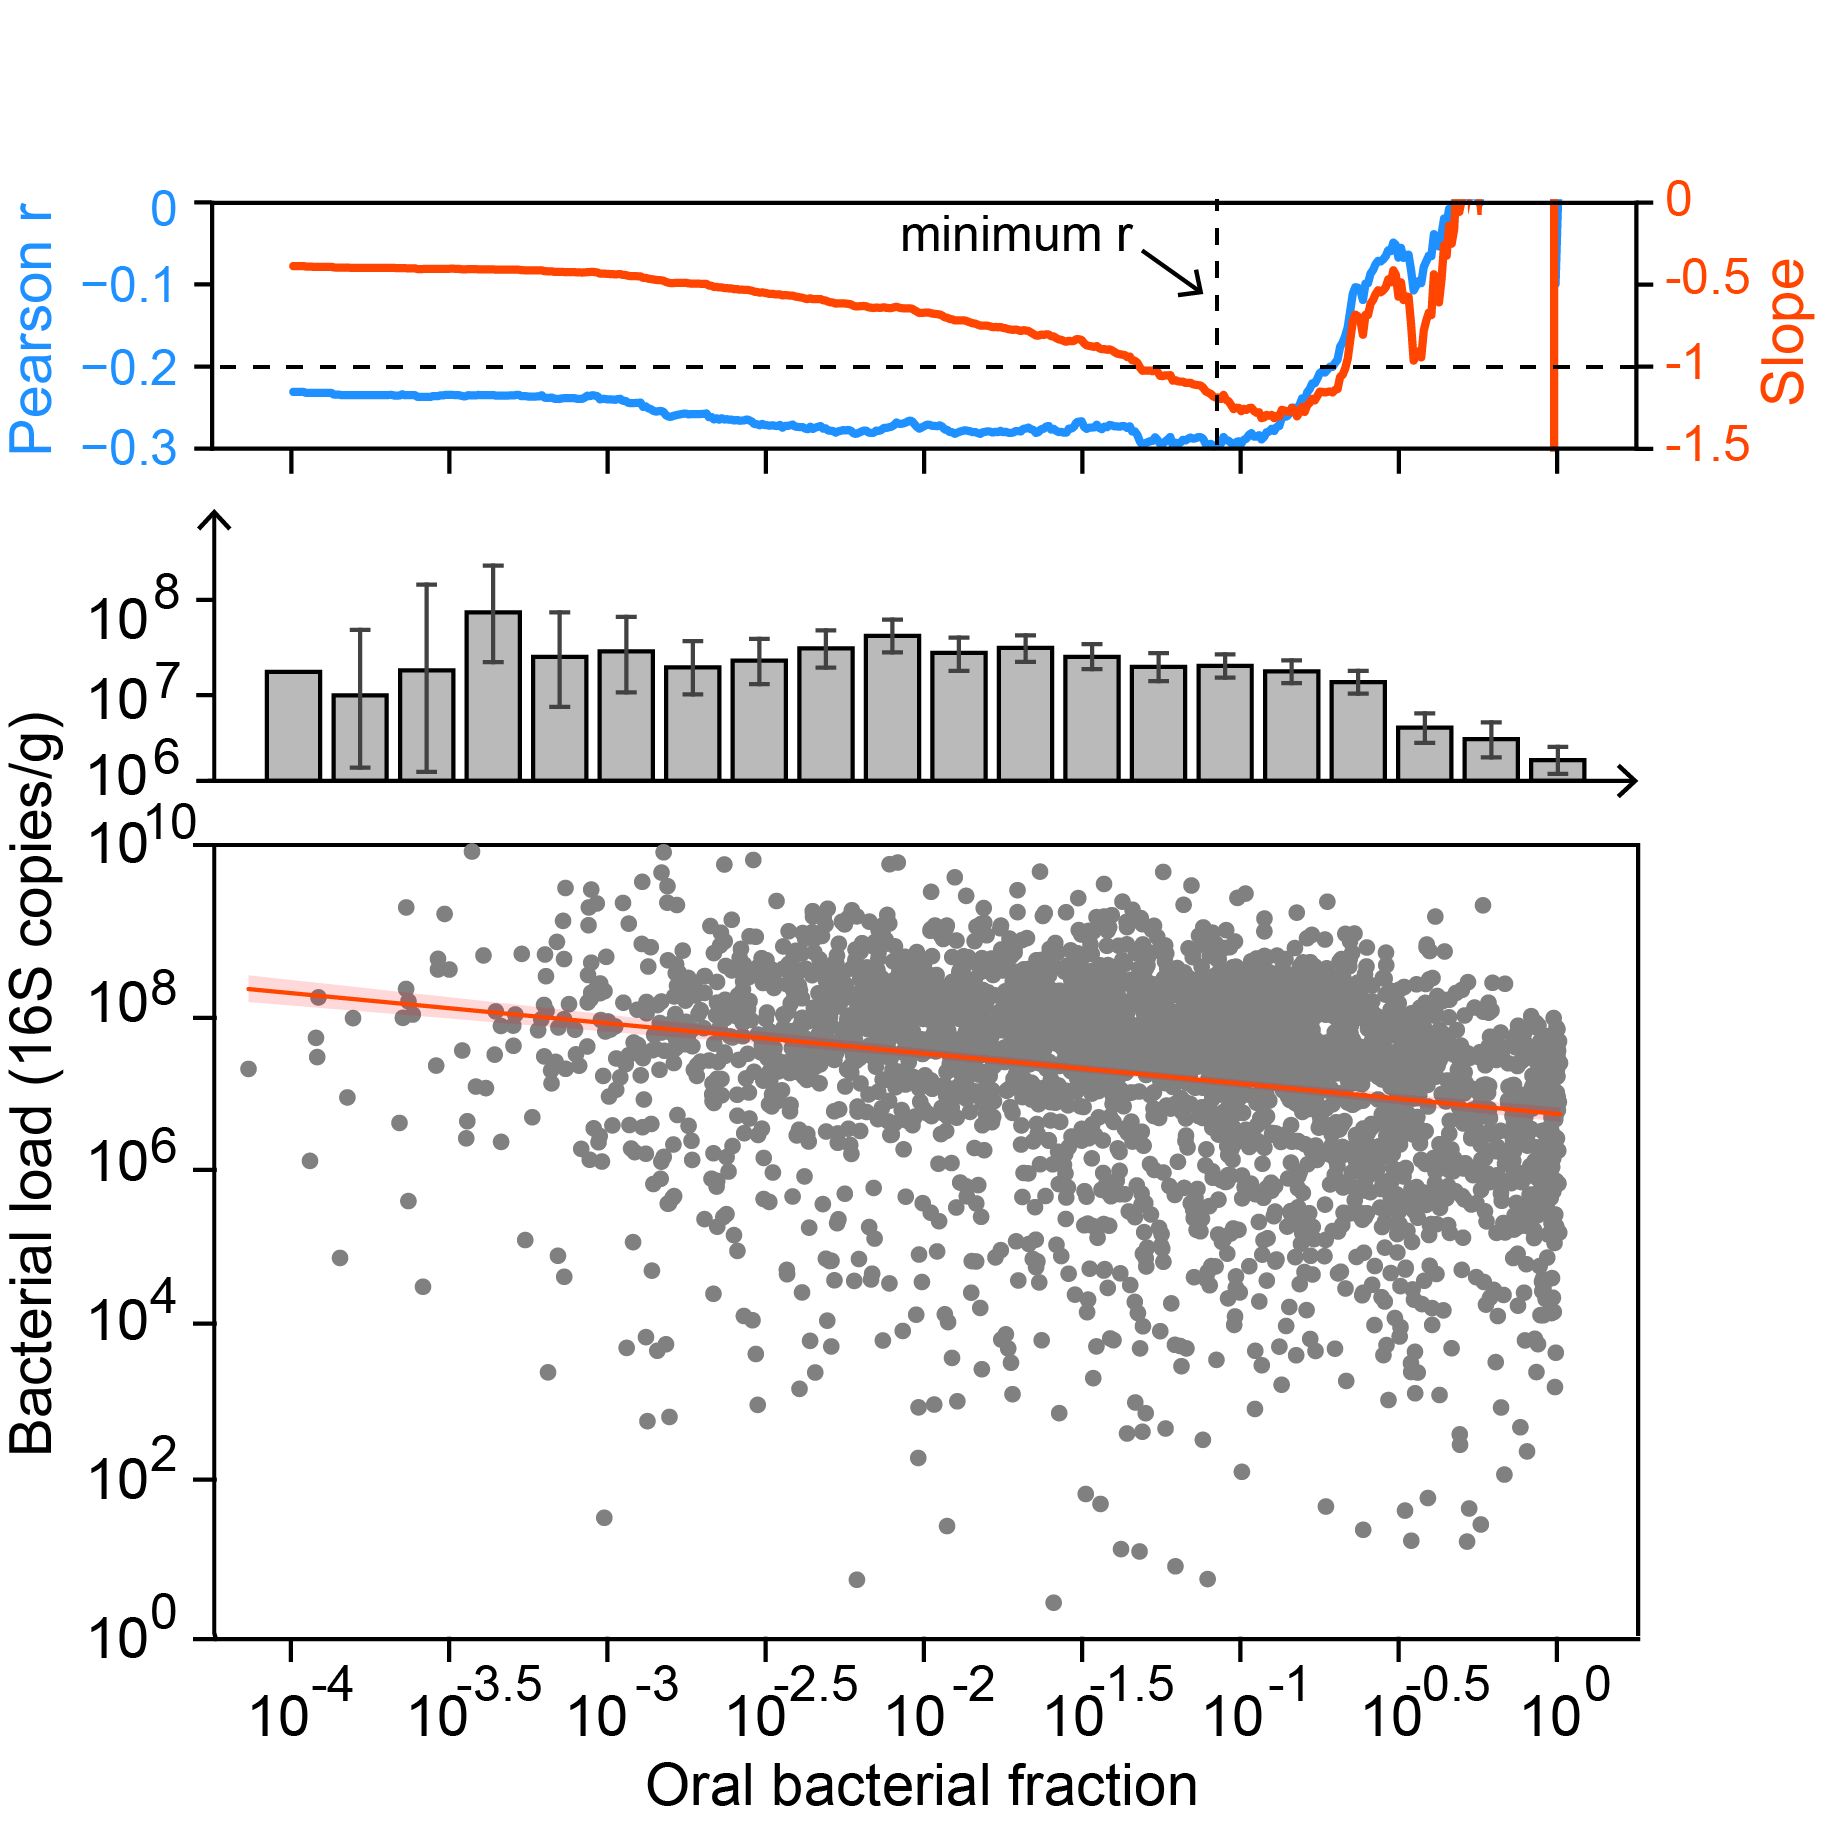 Pearson r
0
−0.1
−0.2
−0.3
minimum r
0
-0.5
-1
-1.5
Slope
10^8
10^7
10^6
Bacterial load (16S copies/g)
10^10
10^8
10^6
10^4
10^2
10^0
10^-4 10^-3.5 10^-3 10^-2.5 10^-2 10^-1.5 10^-1 10^-0.5 10^0
Oral bacterial fraction